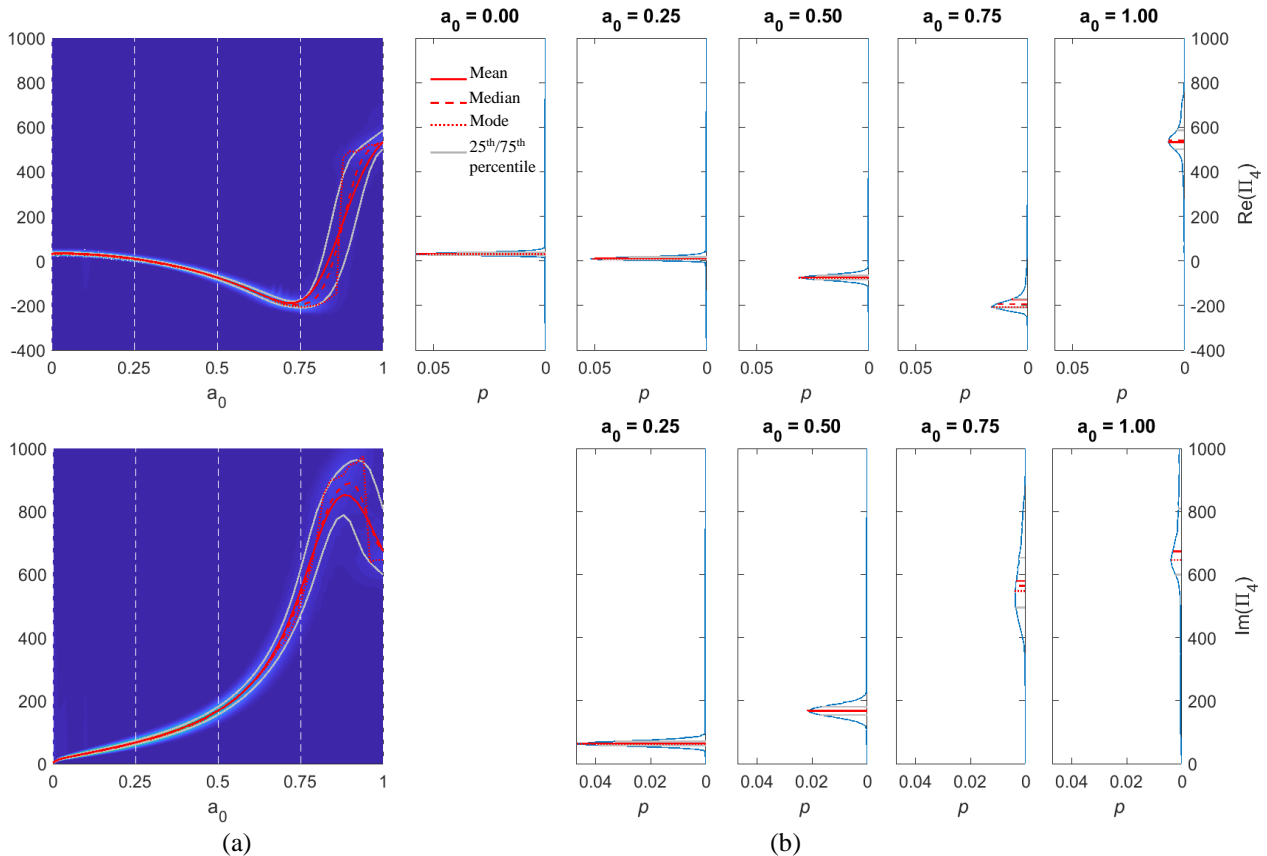 a0 = 0.00 a0 = 0.25 a0 = 0.50 a0 = 0.75 a0 = 1.00
1000 1000
800 800
600 600
400 400
200 200
0 0
-200 -200
-400 -400
Mean
Median
Mode
25th/75th
percentile
Re(Π4)
0 0.25 0.50 0.75 1 0.05 0 0.05 0 0.05 0 0.05 0 0.05 0
a0 p p p p p
a0 = 0.25 a0 = 0.50 a0 = 0.75 a0 = 1.00
1000 1000
800 800
600 600
400 400
200 200
0 0
Im(Π4)
0 0.25 0.50 0.75 1 0.04 0.02 0 0.04 0.02 0 0.04 0.02 0 0.04 0.02 0
a0 p p p p
(a) (b)